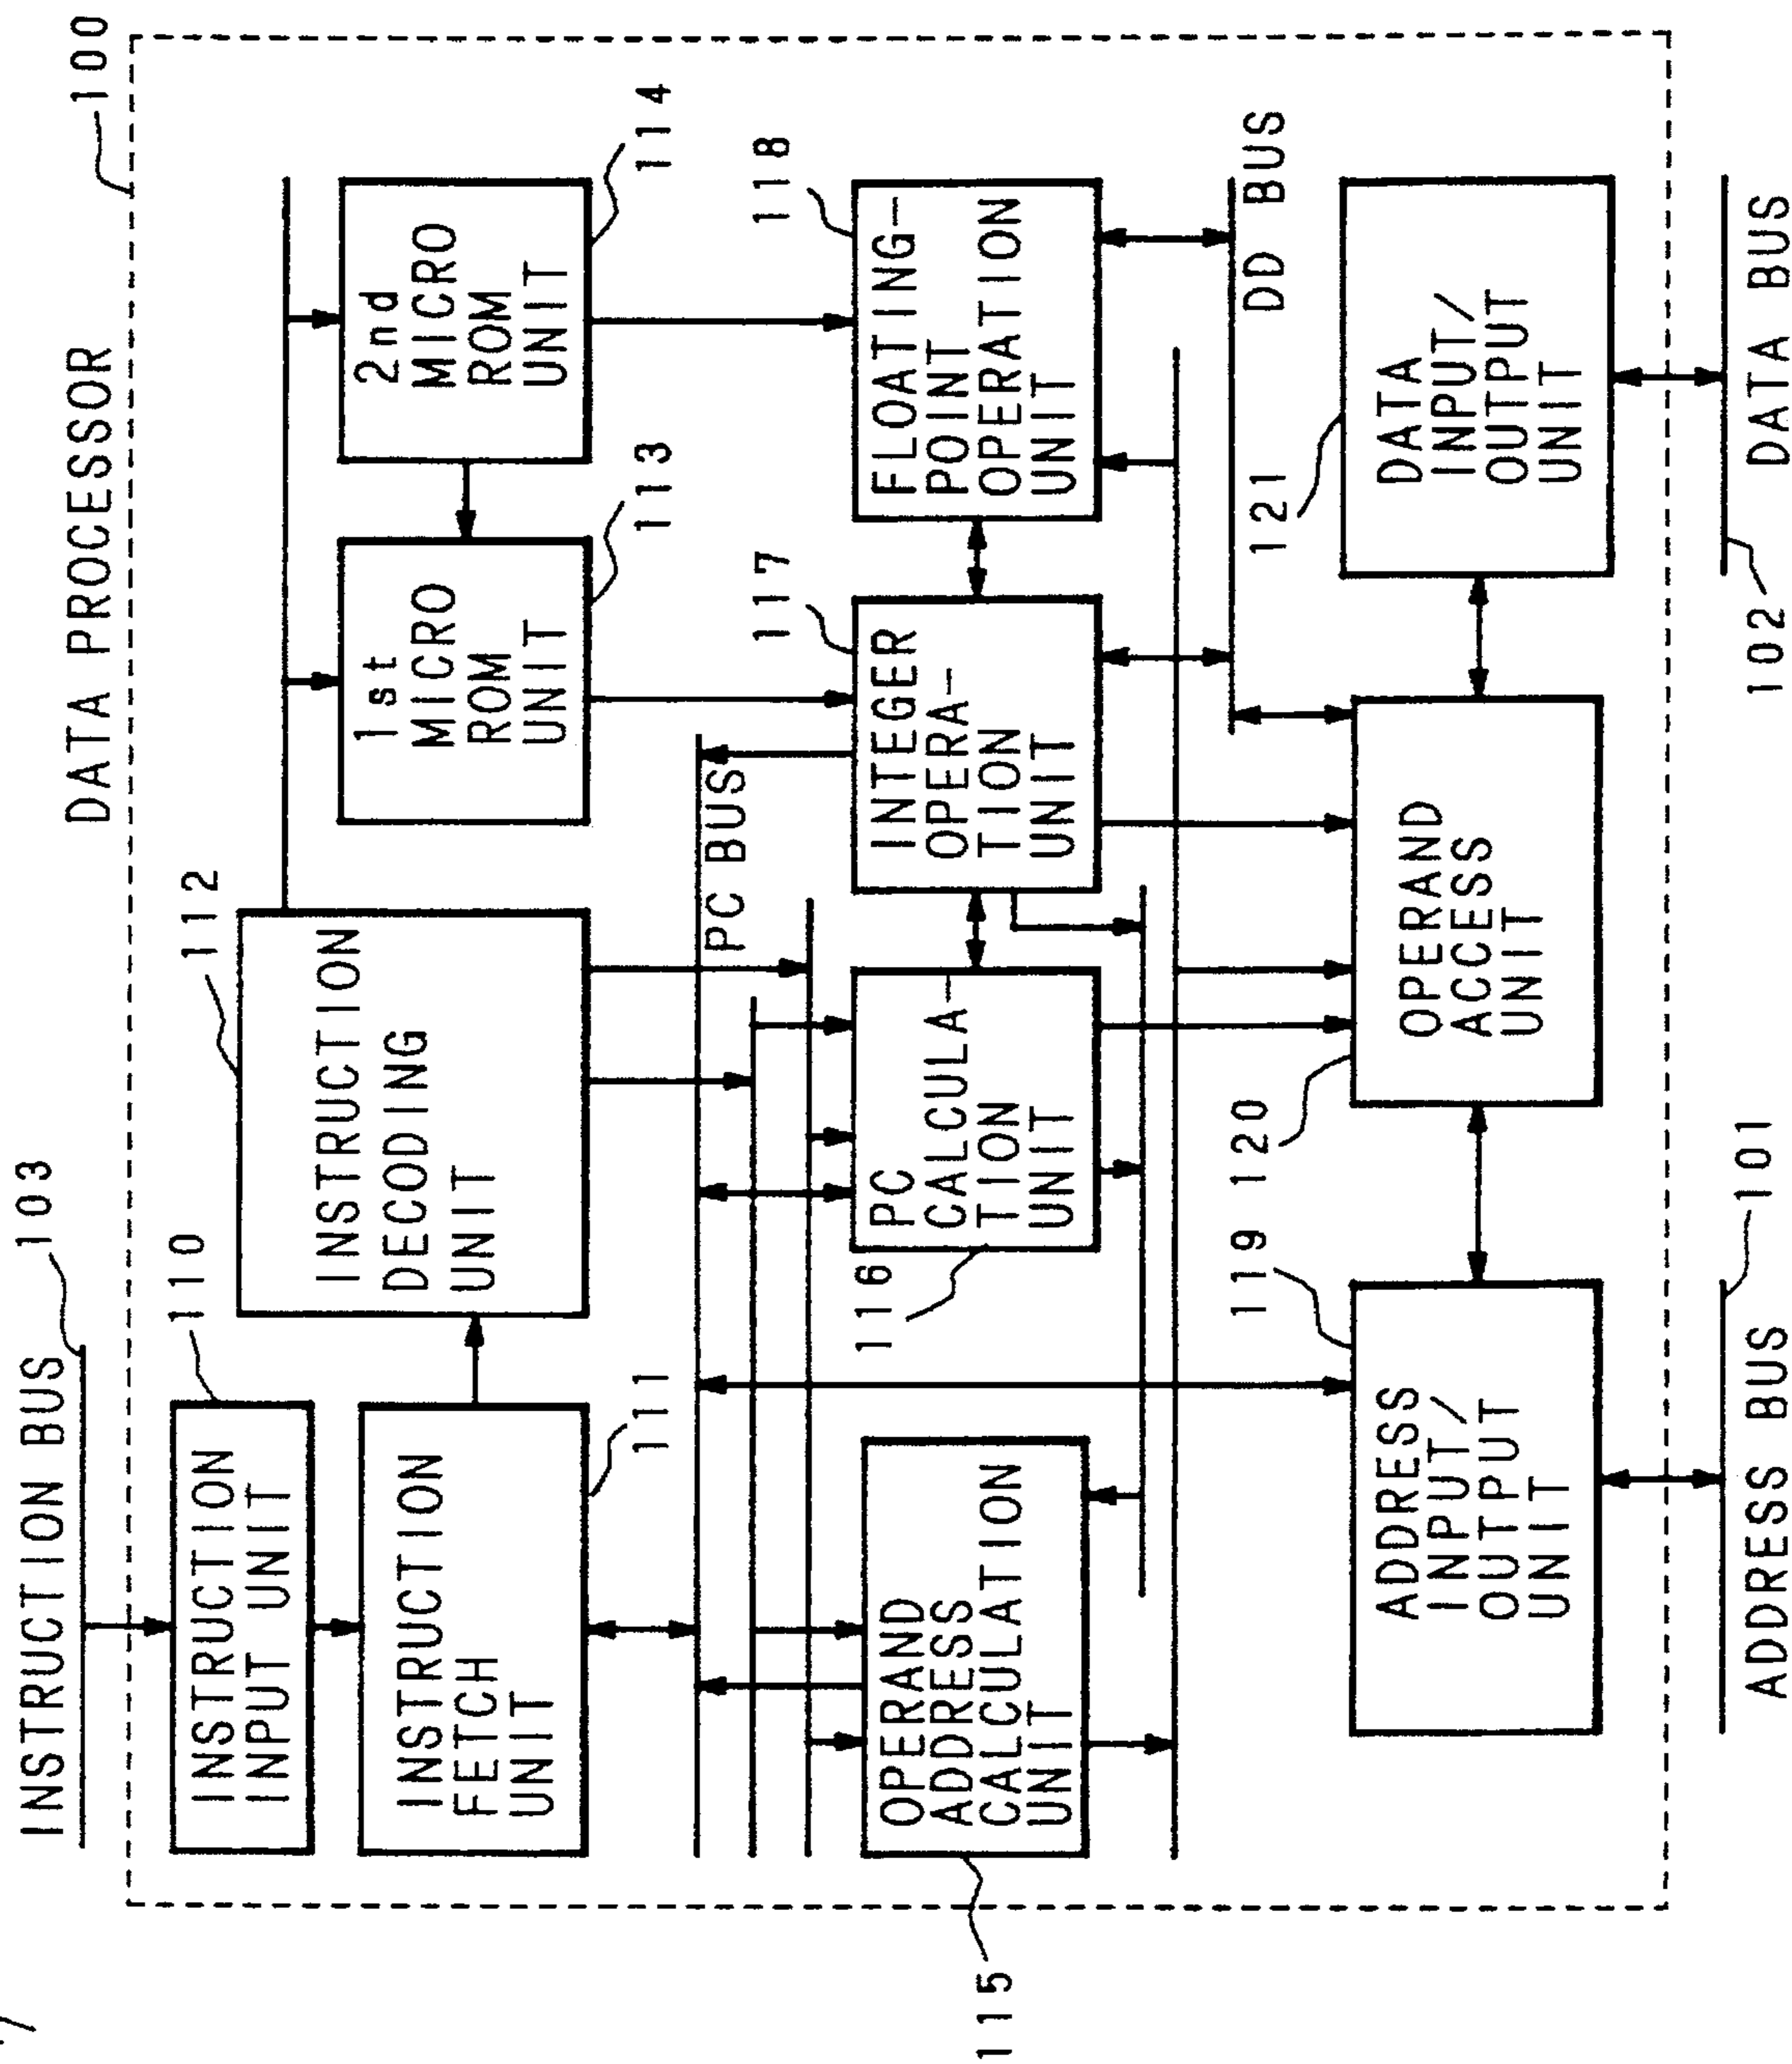 DATA PROCESSOR
100
INSTRUCTION BUS
103
INSTRUCTION
INPUT UNIT
110
INSTRUCTION
FETCH
UNIT
111
INSTRUCTION
DECODING
UNIT
112
1st
MICRO
ROM
UNIT
113
2nd
MICRO
ROM
UNIT
114
PC BUS
OPERAND
ADDRESS
CALCULATION
UNIT
115
PC
CALCULA-
TION
UNIT
116
INTEGER
OPERA-
TION
UNIT
117
FLOATING-
POINT
OPERATION
UNIT
118
DD BUS
ADDRESS
INPUT/
OUTPUT
UNIT
119
OPERAND
ACCESS
UNIT
120
DATA
INPUT/
OUTPUT
UNIT
121
ADDRESS BUS
101
DATA BUS
102